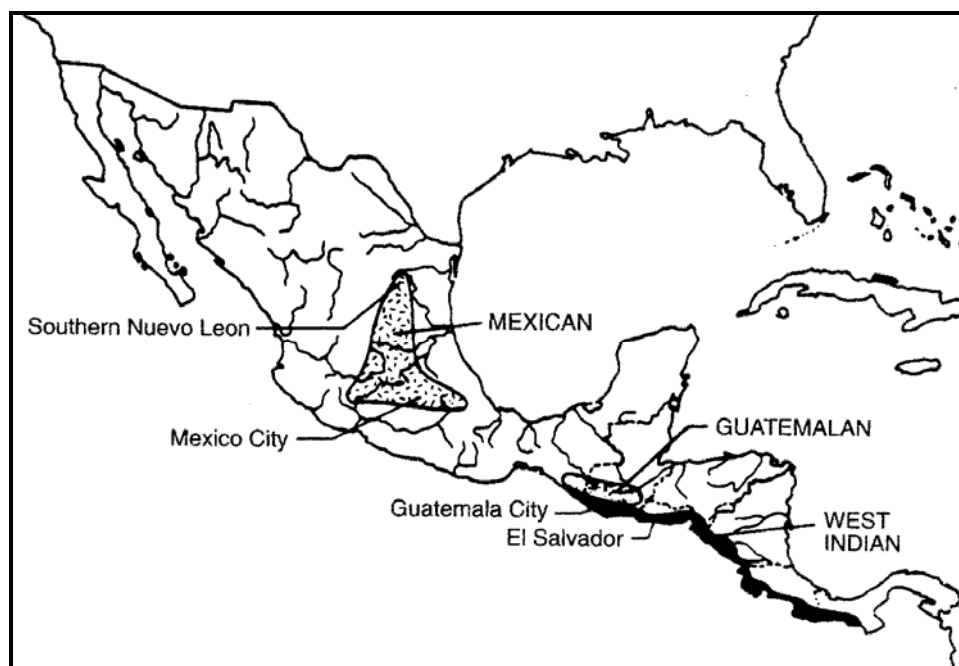 Southern Nuevo Leon
MEXICAN
Mexico City
GUATEMALAN
Guatemala City
El Salvador
WEST
INDIAN